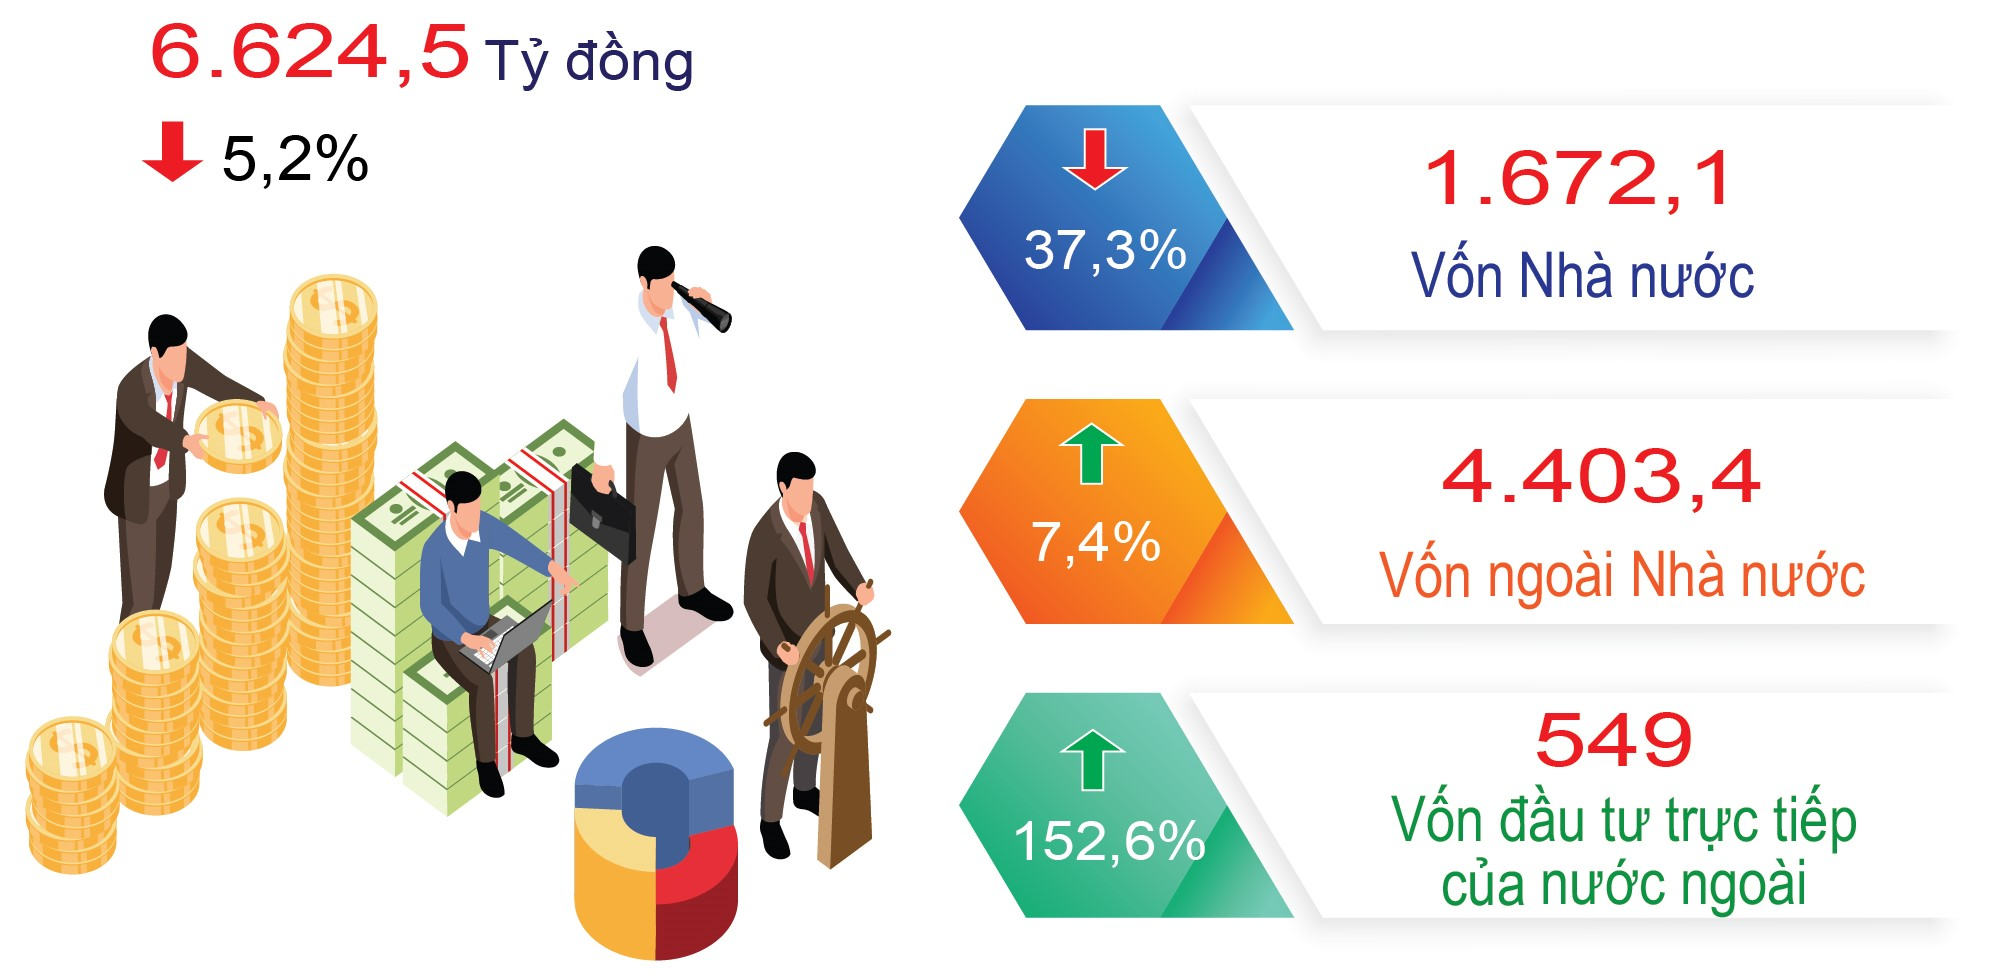 6.624,5 Tỷ đồng
5,2%
37,3%
1.672,1
Vốn Nhà nước
7,4%
4.403,4
Vốn ngoài Nhà nước
152,6%
549
Vốn đầu tư trực tiếp
của nước ngoài